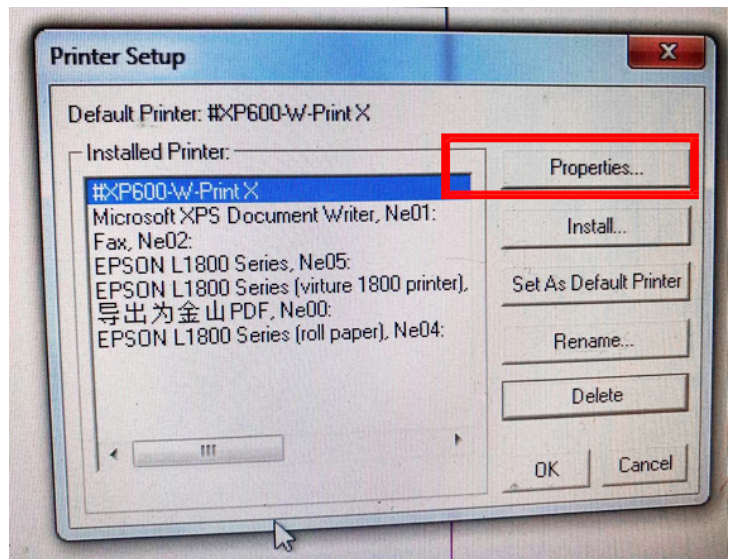 Printer Setup
X
Default Printer: #XP600-W-Print X
Installed Printer:
#XP600-W-Print X
Microsoft XPS Document Writer, Ne01:
Fax, Ne02:
EPSON L1800 Series, Ne05:
EPSON L1800 Series (virture 1800 printer),
导出为金山PDF, Ne00:
EPSON L1800 Series (roll paper), Ne04:
Properties...
Install...
Set As Default Printer
Rename...
Delete
OK
Cancel